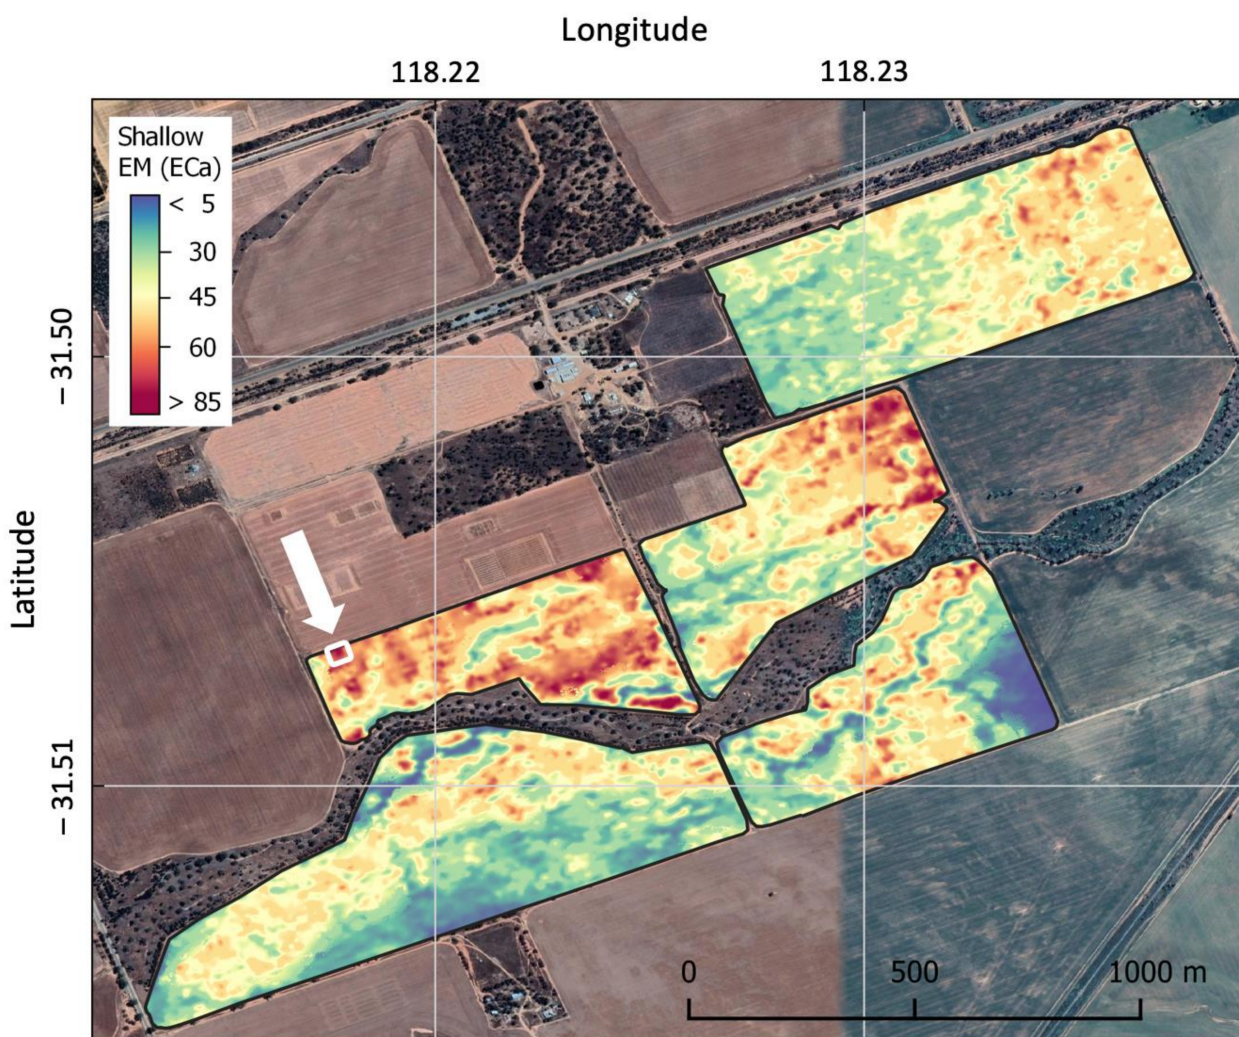 Longitude
118.22
118.23
Shallow
EM (ECa)
< 5
30
45
60
> 85
Latitude
– 31.50
– 31.51
0
500
1000 m